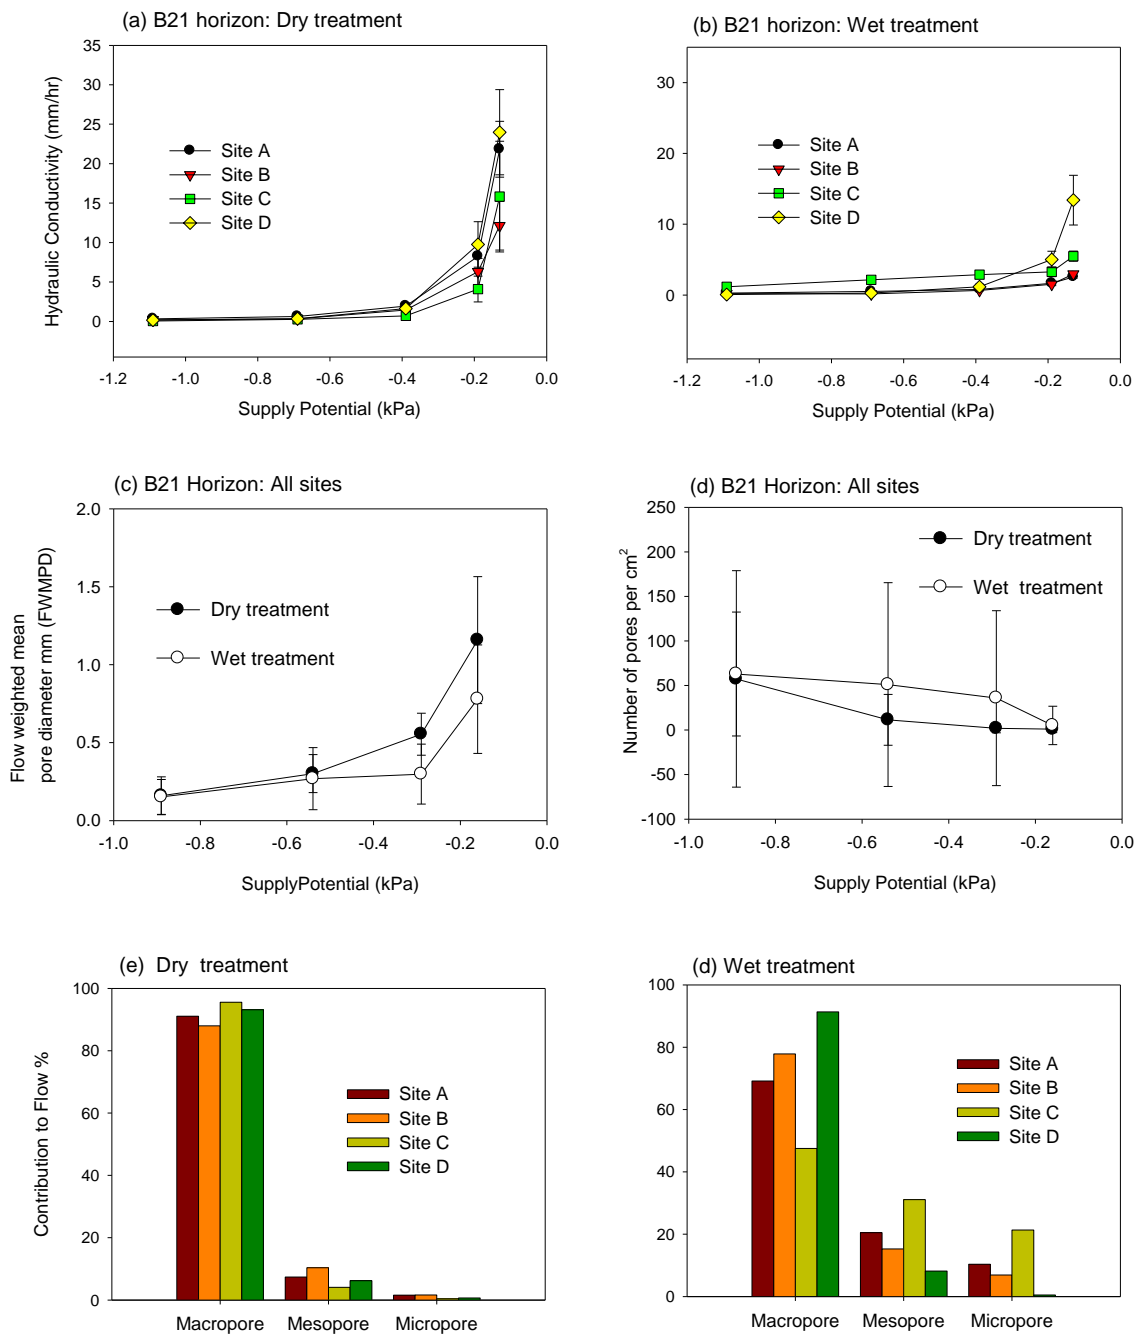 (a) B21 horizon: Dry treatment
Hydraulic Conductivity (mm/hr)
35
30
25
20
15
10
5
0
Site A
Site B
Site C
Site D
-1.2 -1.0 -0.8 -0.6 -0.4 -0.2 0.0
Supply Potential (kPa)
(b) B21 horizon: Wet treatment
30
20
10
0
Site A
Site B
Site C
Site D
-1.2 -1.0 -0.8 -0.6 -0.4 -0.2 0.0
Supply Potential (kPa)
(c) B21 Horizon: All sites
Flow weighted mean
pore diameter mm (FWMPD)
2.0
1.5
1.0
0.5
0.0
Dry treatment
Wet treatment
-1.0 -0.8 -0.6 -0.4 -0.2 0.0
SupplyPotential (kPa)
(d) B21 Horizon: All sites
Number of pores per cm²
250
200
150
100
50
0
-50
-100
Dry treatment
Wet treatment
-1.0 -0.8 -0.6 -0.4 -0.2 0.0
Supply Potential (kPa)
(e) Dry treatment
Contribution to Flow %
100
80
60
40
20
0
Site A
Site B
Site C
Site D
Macropore Mesopore Micropore
(d) Wet treatment
100
80
60
40
20
0
Site A
Site B
Site C
Site D
Macropore Mesopore Micropore